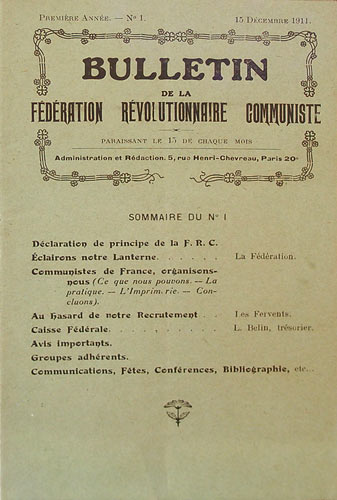 PREMIÈRE ANNÉE. — N° 1.
15 DÉCEMBRE 1911.
BULLETIN
DE LA
FÉDÉRATION RÉVOLUTIONNAIRE COMMUNISTE
PARAISSANT LE 15 DE CHAQUE MOIS
Administration et Rédaction. 5, rue Henri-Chevreau, Paris 20e
SOMMAIRE DU N° 1
Déclaration de principe de la F. R. C.
Éclairons notre Lanterne. . . . . . La Fédération.
Communistes de France, organisons-
nous (Ce que nous pouvons. — La
pratique. — L'Imprimerie. — Con-
cluons).
Au Hasard de notre Recrutement . . Les Fervents.
Caisse Fédérale. . . . . . . . . L. Belin, trésorier.
Avis importants.
Groupes adhérents.
Communications, Fêtes, Conférences, Bibliographie, etc...